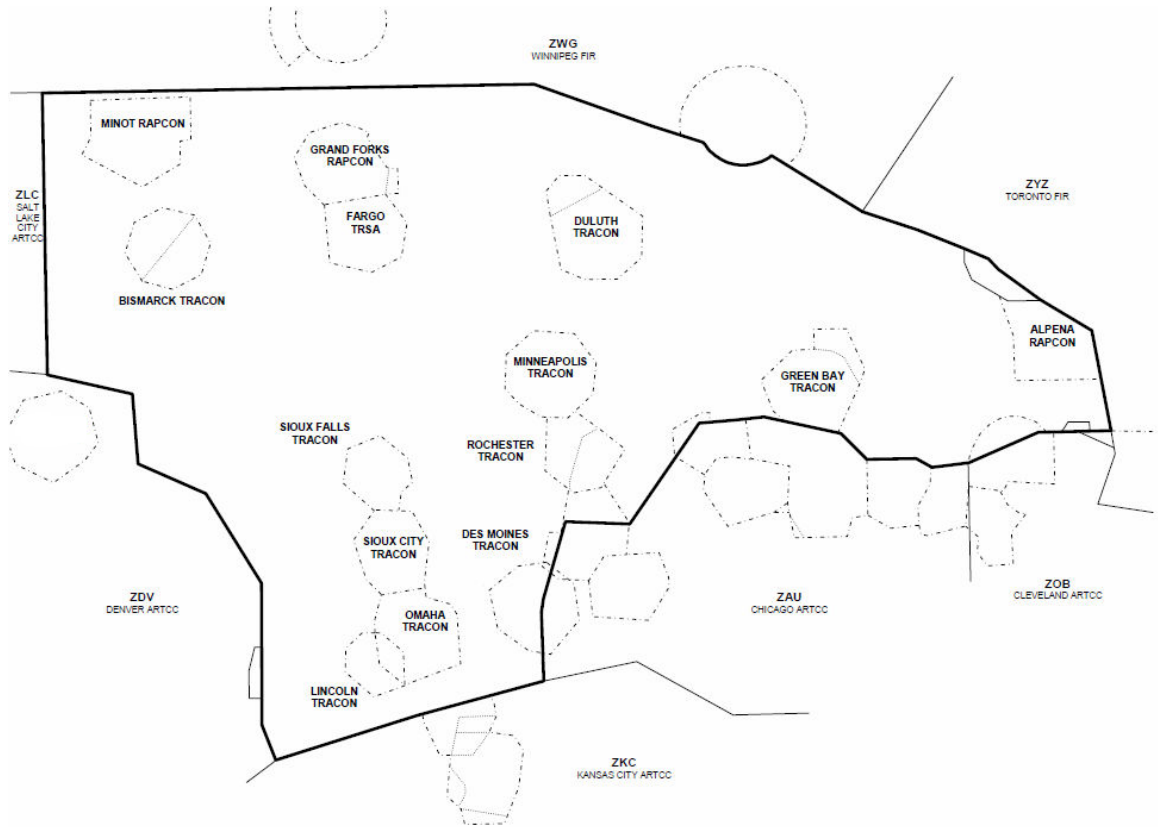 ZWG
WINNIPEG FIR
MINOT RAPCON
GRAND FORKS
RAPCON
ZLC
SALT
LAKE
CITY
ARTCC
ZYZ
TORONTO FIR
FARGO
TRSA
DULUTH
TRACON
BISMARCK TRACON
ALPENA
RAPCON
MINNEAPOLIS
TRACON
GREEN BAY
TRACON
SIOUX FALLS
TRACON
ROCHESTER
TRACON
DES MOINES
TRACON
SIOUX CITY
TRACON
ZDV
DENVER ARTCC
ZAU
CHICAGO ARTCC
ZOB
CLEVELAND ARTCC
OMAHA
TRACON
LINCOLN
TRACON
ZKC
KANSAS CITY ARTCC